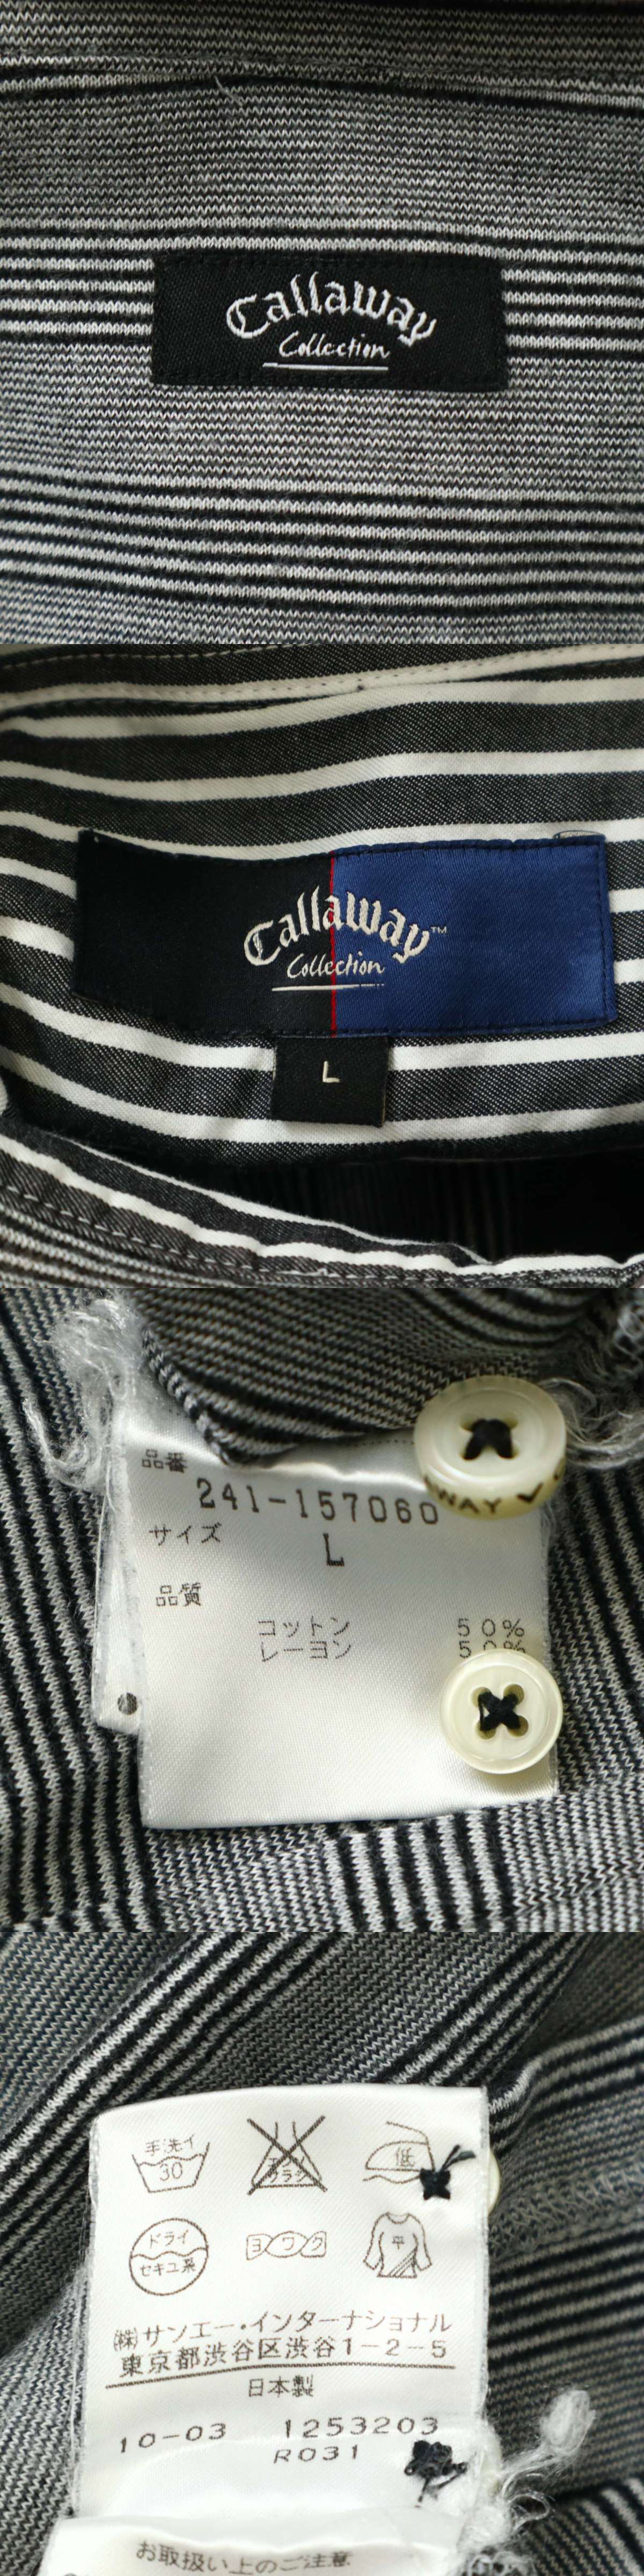 Callaway
Collection
Callaway™
Collection
L
品番
241-157060
サイズ
L
品質
コットン 50%
レーヨン 50%
WAY
手洗イ
30
低
ドライ
セキユ系
ヨワク
平
㈱サンエー・インターナショナル
東京都渋谷区渋谷1-2-5
日本製
10-03 1253203
R031
お取扱い上のご注意